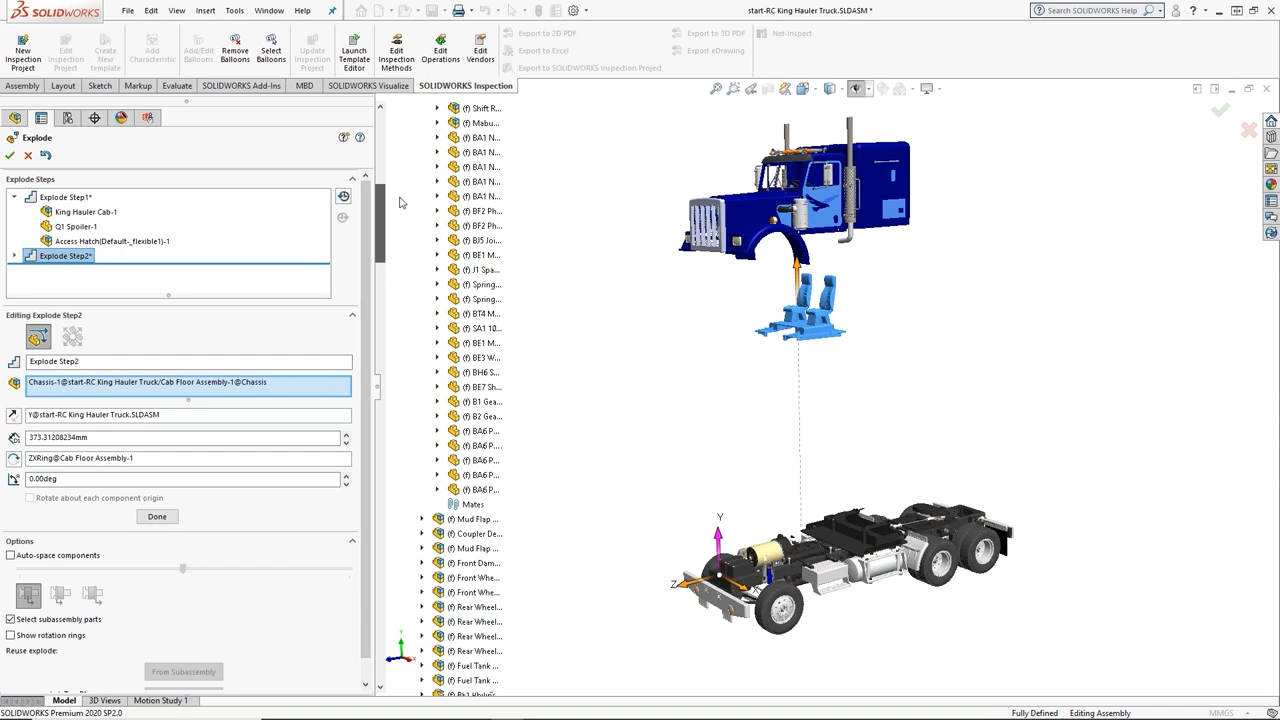 SOLIDWORKS
File
Edit
View
Insert
Tools
Window
Help
start-RC King Hauler Truck.SLDASM *
Search SOLIDWORKS Help
New Inspection Project
Edit Inspection Project
Create New template
Add Characteristic
Add/Edit Balloons
Remove Balloons
Select Balloons
Update Inspection Project
Launch Template Editor
Edit Inspection Methods
Edit Operations
Edit Vendors
Export to 2D PDF
Export to Excel
Export to SOLIDWORKS Inspection Project
Export to 3D PDF
Export eDrawing
Net-Inspect
Assembly
Layout
Sketch
Markup
Evaluate
SOLIDWORKS Add-Ins
MBD
SOLIDWORKS Visualize
SOLIDWORKS Inspection
Explode
Explode Steps
Explode Step1*
King Hauler Cab-1
Q1 Spoiler-1
Access Hatch(Default-_flexible1)-1
Explode Step2*
Editing Explode Step2
Explode Step2
Chassis-1@start-RC King Hauler Truck/Cab Floor Assembly-1@Chassis
Y@start-RC King Hauler Truck.SLDASM
373.31208234mm
ZXRing@Cab Floor Assembly-1
0.00deg
Rotate about each component origin
Done
Options
Auto-space components
Select subassembly parts
Show rotation rings
Reuse explode:
From Subassembly
(f) Shift R...
(f) Mabu...
(f) BA1 N...
(f) BA1 N...
(f) BA1 N...
(f) BA1 N...
(f) BA1 N...
(f) BF2 Ph...
(f) BF2 Ph...
(f) BJ5 Joi...
(f) BE1 M...
(f) J1 Spa...
(f) Spring...
(f) Spring...
(f) BT4 M...
(f) SA1 10...
(f) BE1 M...
(f) BE3 W...
(f) BH6 S...
(f) BE7 Sh...
(f) B1 Gea...
(f) B2 Gea...
(f) BA6 P...
(f) BA6 P...
(f) BA6 P...
(f) BA6 P...
(f) BA6 P...
Mates
(f) Mud Flap ...
(f) Coupler De...
(f) Mud Flap ...
(f) Front Dam...
(f) Front Whe...
(f) Front Whe...
(f) Rear Wheel...
(f) Rear Wheel...
(f) Rear Wheel...
(f) Rear Wheel...
(f) Fuel Tank ...
(f) Fuel Tank ...
Y
Z
Model
3D Views
Motion Study 1
SOLIDWORKS Premium 2020 SP2.0
Fully Defined
Editing Assembly
MMGS